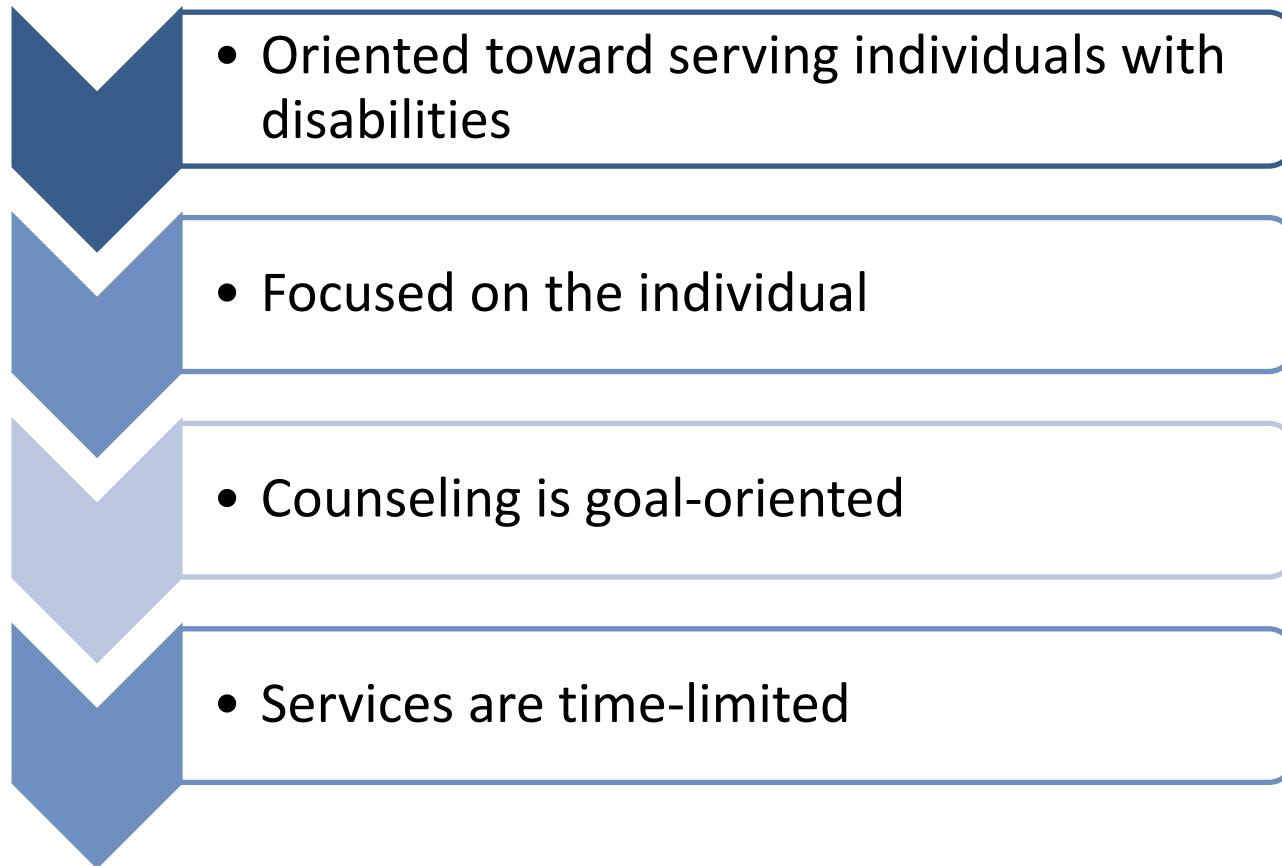 • Oriented toward serving individuals with
disabilities
• Focused on the individual
• Counseling is goal-oriented
• Services are time-limited